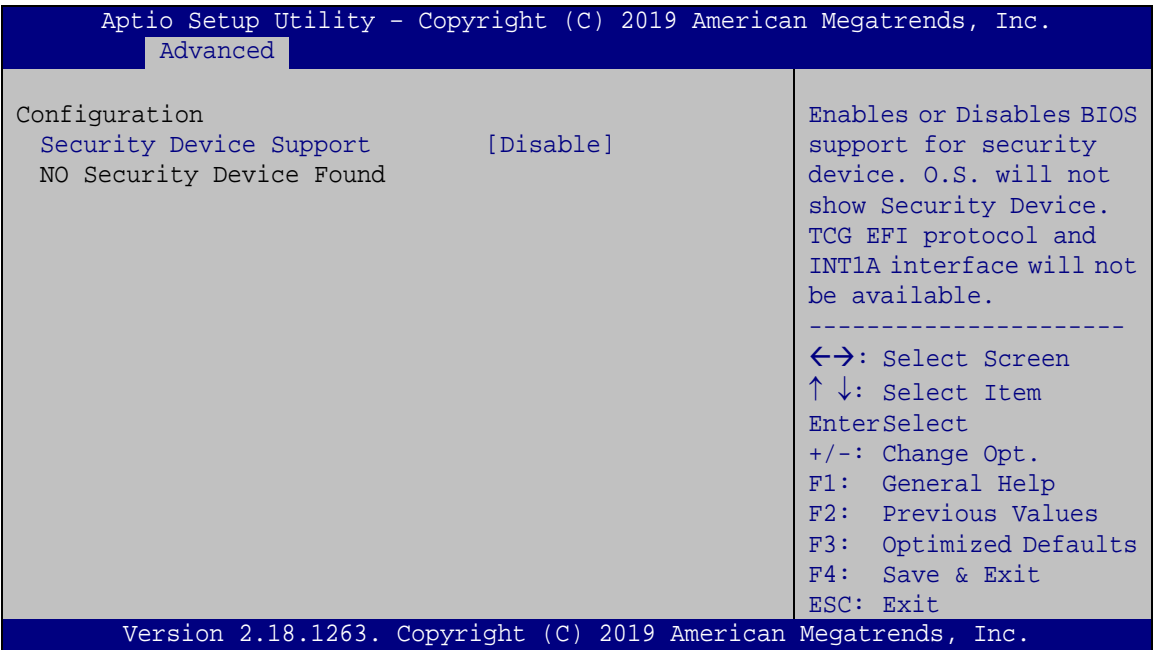 Aptio Setup Utility – Copyright (C) 2019 American Megatrends, Inc.
Advanced
Configuration
Security Device Support [Disable]
NO Security Device Found
Enables or Disables BIOS
support for security
device. O.S. will not
show Security Device.
TCG EFI protocol and
INT1A interface will not
be available.
----------------------
←→: Select Screen
↑ ↓: Select Item
EnterSelect
+/-: Change Opt.
F1: General Help
F2: Previous Values
F3: Optimized Defaults
F4: Save & Exit
ESC: Exit
Version 2.18.1263. Copyright (C) 2019 American Megatrends, Inc.